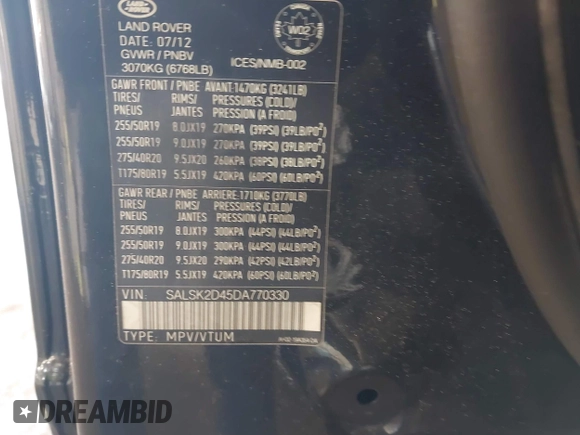 LAND-
ROVER
LAND ROVER
DATE: 07/12
GVWR / PNBV
3070KG (6768LB)
W02
ICES/NMB-002
GAWR FRONT / PNBE AVANT:1470KG (3241LB)
TIRES/ RIMS/ PRESSURES (COLD)/
PNEUS JANTES PRESSION (A FROID)
255/50R19 8.0JX19 270KPA (39PSI) (39LB/PO²)
255/50R19 9.0JX19 270KPA (39PSI) (39LB/PO²)
275/40R20 9.5JX20 260KPA (38PSI) (38LB/PO²)
T175/80R19 5.5JX19 420KPA (60PSI) (60LB/PO²)
GAWR REAR / PNBE ARRIERE:1710KG (3770LB)
TIRES/ RIMS/ PRESSURES (COLD)/
PNEUS JANTES PRESSION (A FROID)
255/50R19 8.0JX19 300KPA (44PSI) (44LB/PO²)
255/50R19 9.0JX19 300KPA (44PSI) (44LB/PO²)
275/40R20 9.5JX20 290KPA (42PSI) (42LB/PO²)
T175/80R19 5.5JX19 420KPA (60PSI) (60LB/PO²)
VIN: SALSK2D45DA770330
TYPE: MPV/VTUM
DREAMBID